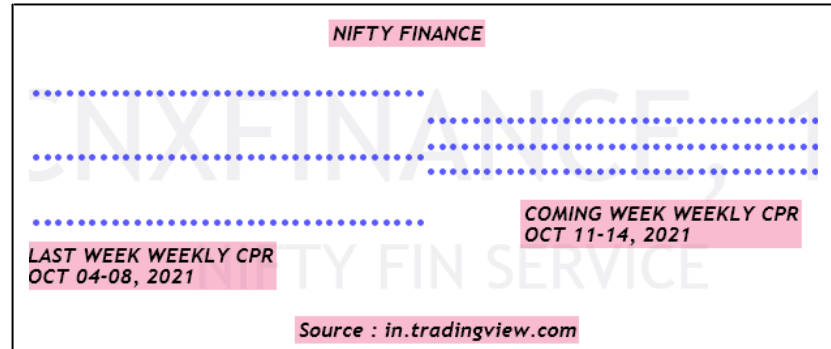 NIFTY FINANCE
CNXFINANCE, 1
LAST WEEK WEEKLY CPR
OCT 04-08, 2021
COMING WEEK WEEKLY CPR
OCT 11-14, 2021
NIFTY FIN SERVICE
Source : in.tradingview.com